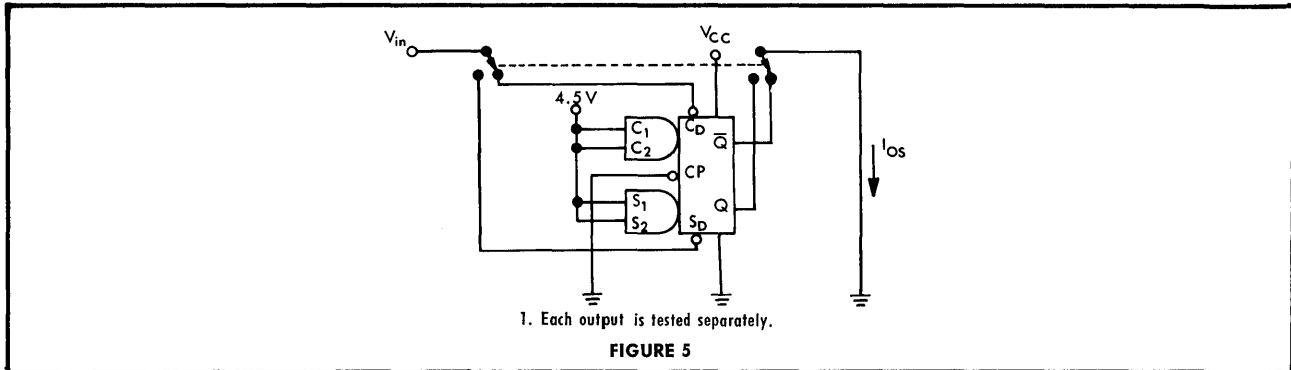 Vin
VCC
4.5V
C1
C2
CD
Q̅
CP
IOS
S1
S2
Q
SD
1. Each output is tested separately.
FIGURE 5